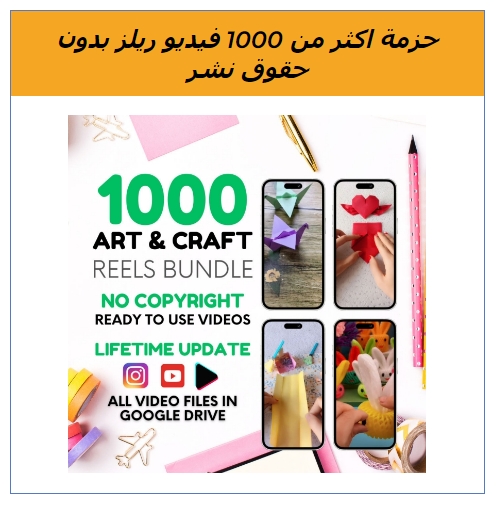 حزمة اكثر من 1000 فيديو ريلز بدون
حقوق نشر
1000
ART & CRAFT
REELS BUNDLE
NO COPYRIGHT
READY TO USE VIDEOS
LIFETIME UPDATE
ALL VIDEO FILES IN
GOOGLE DRIVE